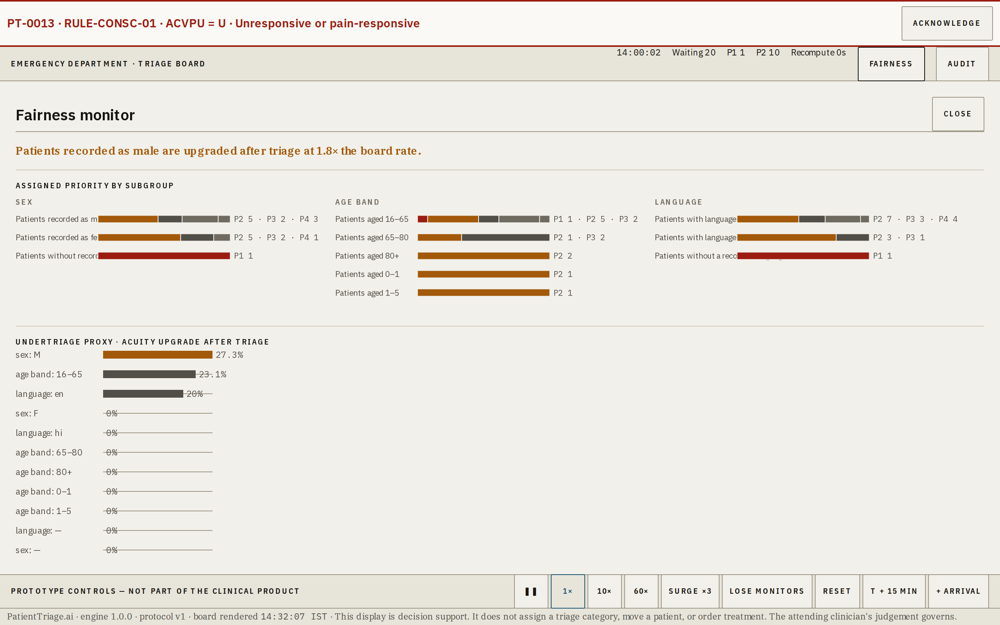 PT-0013 · RULE-CONSC-01 · ACVPU = U · Unresponsive or pain-responsive
ACKNOWLEDGE
EMERGENCY DEPARTMENT · TRIAGE BOARD
14:00:02 Waiting 20 P1 1 P2 10 Recompute 0s
FAIRNESS
AUDIT
Fairness monitor
CLOSE
Patients recorded as male are upgraded after triage at 1.8× the board rate.
ASSIGNED PRIORITY BY SUBGROUP
SEX
Patients recorded as m P2 5 · P3 2 · P4 3
Patients recorded as fe P2 5 · P3 2 · P4 1
Patients without record P1 1
AGE BAND
Patients aged 16–65 P1 1 · P2 5 · P3 2
Patients aged 65–80 P2 1 · P3 2
Patients aged 80+ P2 2
Patients aged 0–1 P2 1
Patients aged 1–5 P2 1
LANGUAGE
Patients with language P2 7 · P3 3 · P4 4
Patients with language P2 3 · P3 1
Patients without a reco P1 1
UNDERTRIAGE PROXY · ACUITY UPGRADE AFTER TRIAGE
sex: M 27.3%
age band: 16–65 23.1%
language: en 20%
sex: F 0%
language: hi 0%
age band: 65–80 0%
age band: 80+ 0%
age band: 0–1 0%
age band: 1–5 0%
language: — 0%
sex: — 0%
PROTOTYPE CONTROLS — NOT PART OF THE CLINICAL PRODUCT
1×
10×
60×
SURGE ×3
LOSE MONITORS
RESET
T + 15 MIN
+ ARRIVAL
PatientTriage.ai · engine 1.0.0 · protocol v1 · board rendered 14:32:07 IST · This display is decision support. It does not assign a triage category, move a patient, or order treatment. The attending clinician's judgement governs.